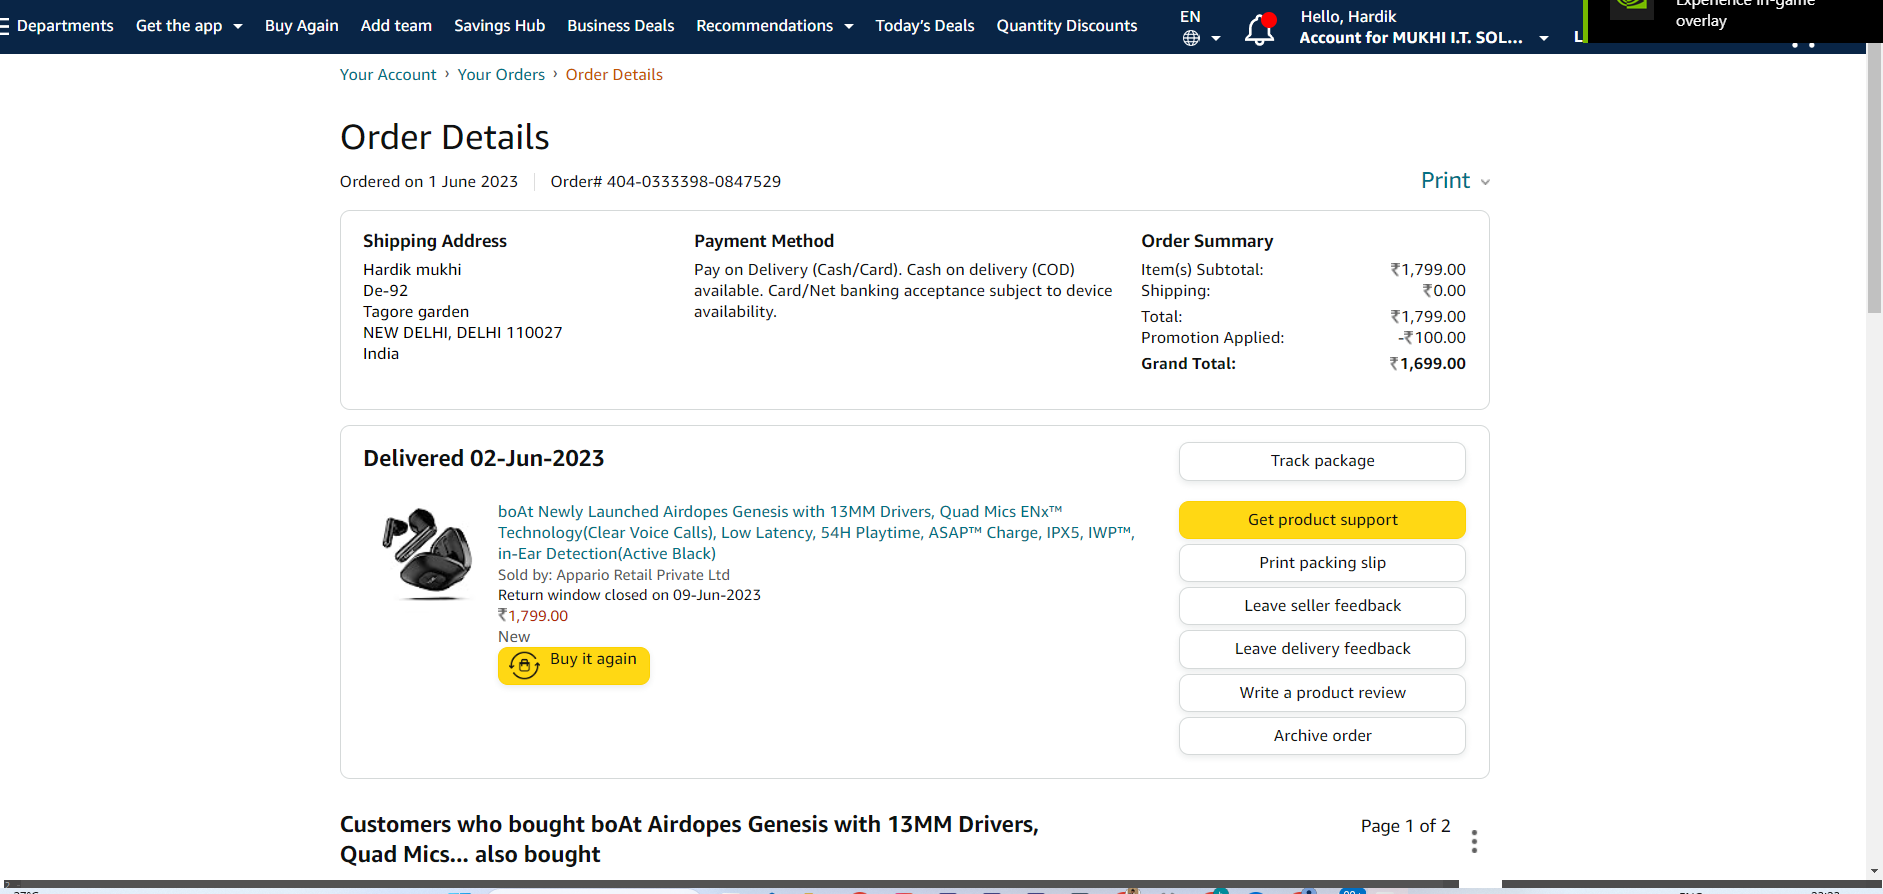 Departments Get the app Buy Again Add team Savings Hub Business Deals Recommendations Today's Deals Quantity Discounts EN Hello, Hardik
Account for MUKHI I.T. SOL...
Experience in-game
overlay
Your Account › Your Orders › Order Details
Order Details
Ordered on 1 June 2023 Order# 404-0333398-0847529 Print
Shipping Address
Hardik mukhi
De-92
Tagore garden
NEW DELHI, DELHI 110027
India
Payment Method
Pay on Delivery (Cash/Card). Cash on delivery (COD)
available. Card/Net banking acceptance subject to device
availability.
Order Summary
Item(s) Subtotal: ₹1,799.00
Shipping: ₹0.00
Total: ₹1,799.00
Promotion Applied: -₹100.00
Grand Total: ₹1,699.00
Delivered 02-Jun-2023
boAt Newly Launched Airdopes Genesis with 13MM Drivers, Quad Mics ENx™
Technology(Clear Voice Calls), Low Latency, 54H Playtime, ASAP™ Charge, IPX5, IWP™,
in-Ear Detection(Active Black)
Sold by: Appario Retail Private Ltd
Return window closed on 09-Jun-2023
₹1,799.00
New
Buy it again
Track package
Get product support
Print packing slip
Leave seller feedback
Leave delivery feedback
Write a product review
Archive order
Customers who bought boAt Airdopes Genesis with 13MM Drivers,
Quad Mics... also bought
Page 1 of 2